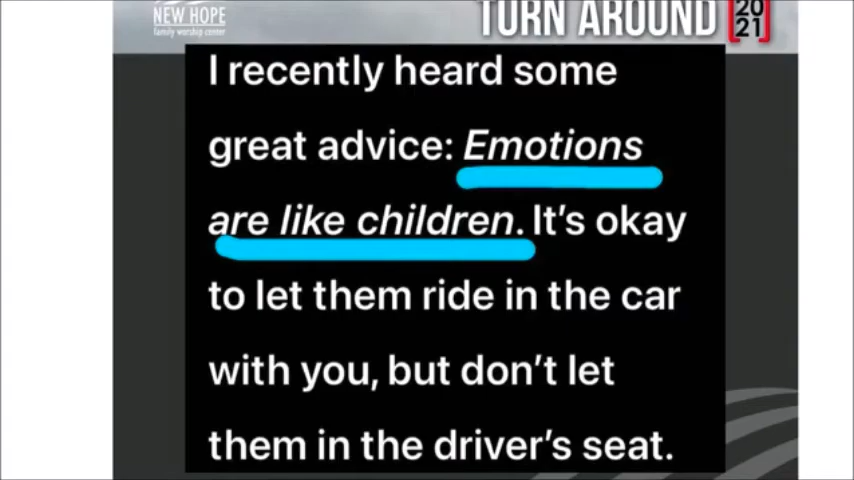 NEW HOPE
family worship center
TURN AROUND
20
21
I recently heard some
great advice: Emotions
are like children. It's okay
to let them ride in the car
with you, but don't let
them in the driver's seat.